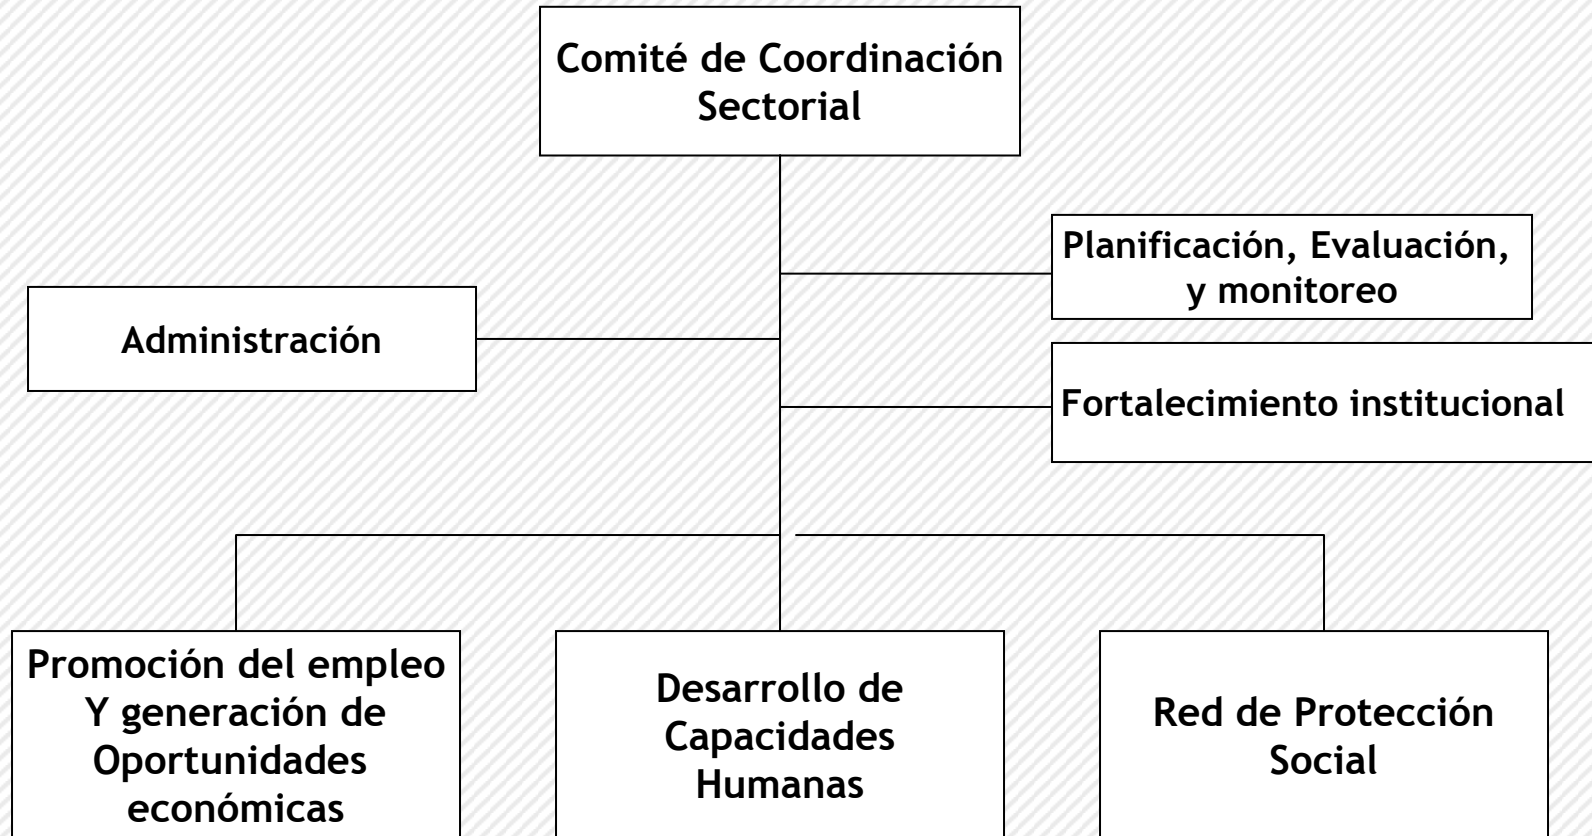 Comité de Coordinación
Sectorial
Planificación, Evaluación,
y monitoreo
Administración
Fortalecimiento institucional
Promoción del empleo
Y generación de
Oportunidades
económicas
Desarrollo de
Capacidades
Humanas
Red de Protección
Social